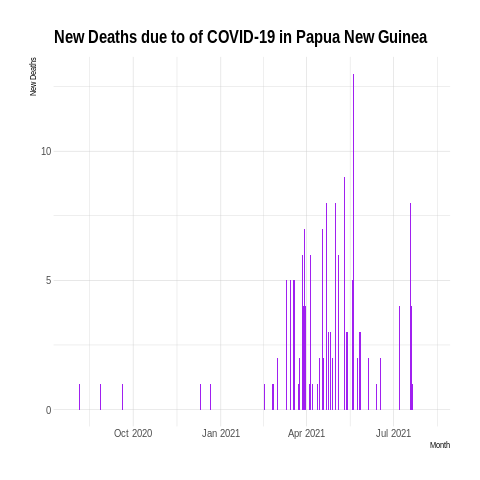 New Deaths due to of COVID-19 in Papua New Guinea
New Deaths
10
5
0
Oct 2020 Jan 2021 Apr 2021 Jul 2021
Month